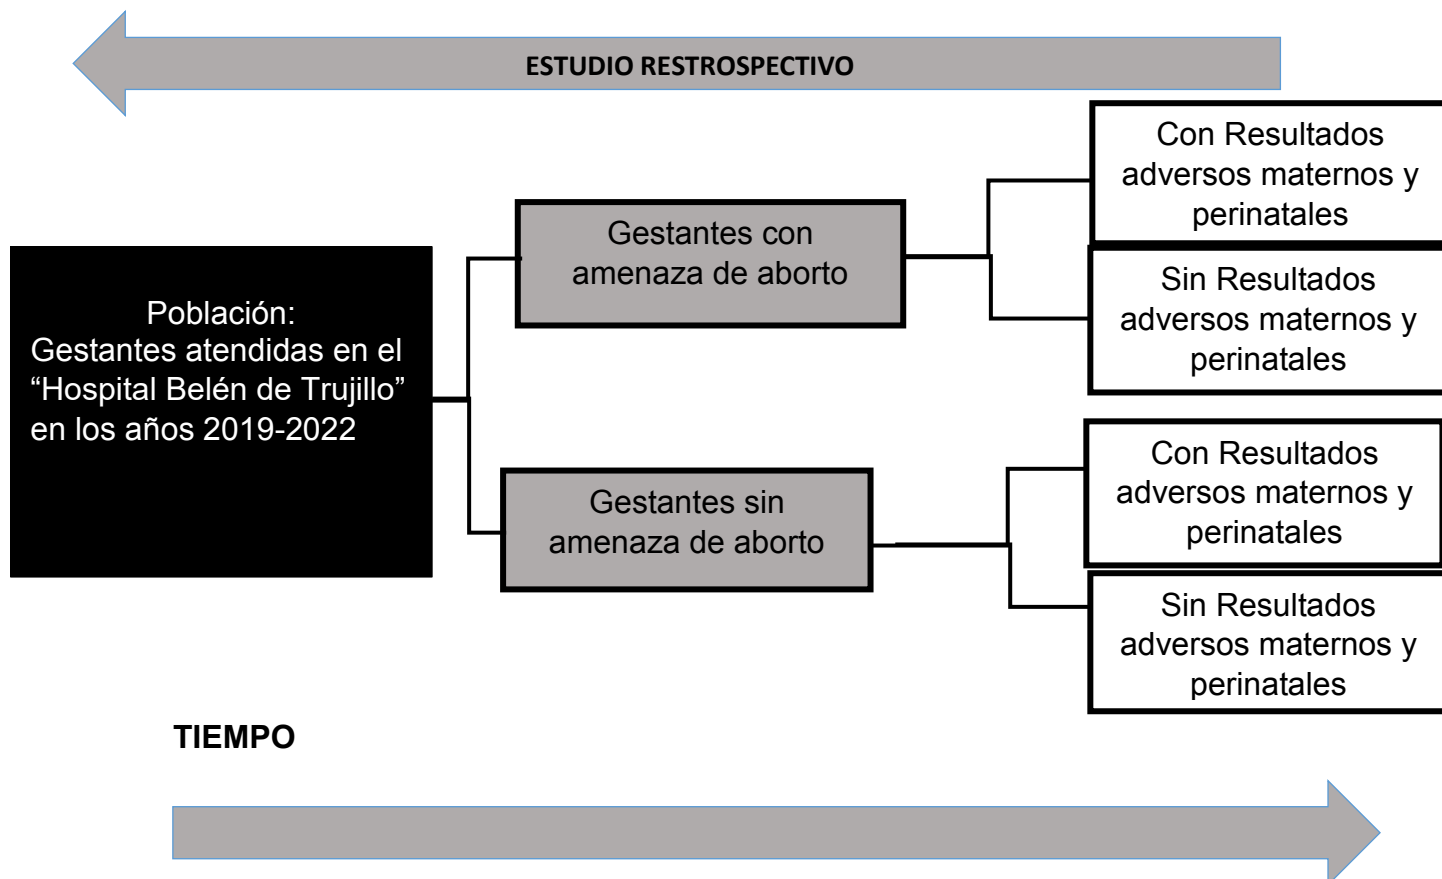 ESTUDIO RESTROSPECTIVO
Con Resultados
adversos maternos y
perinatales
Gestantes con
amenaza de aborto
Sin Resultados
adversos maternos y
perinatales
Población:
Gestantes atendidas en el
“Hospital Belén de Trujillo”
en los años 2019-2022
Con Resultados
adversos maternos y
perinatales
Gestantes sin
amenaza de aborto
Sin Resultados
adversos maternos y
perinatales
TIEMPO